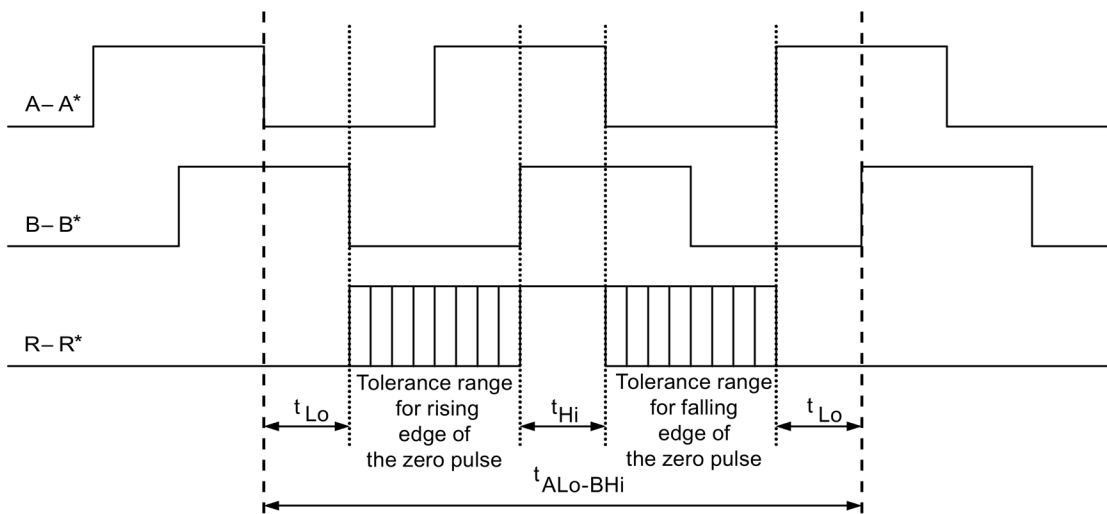 A– A*
B– B*
R– R*
Tolerance range
for rising
edge of
the zero pulse
Tolerance range
for falling
edge of
the zero pulse
t Lo
t Hi
t Lo
t ALo-BHi